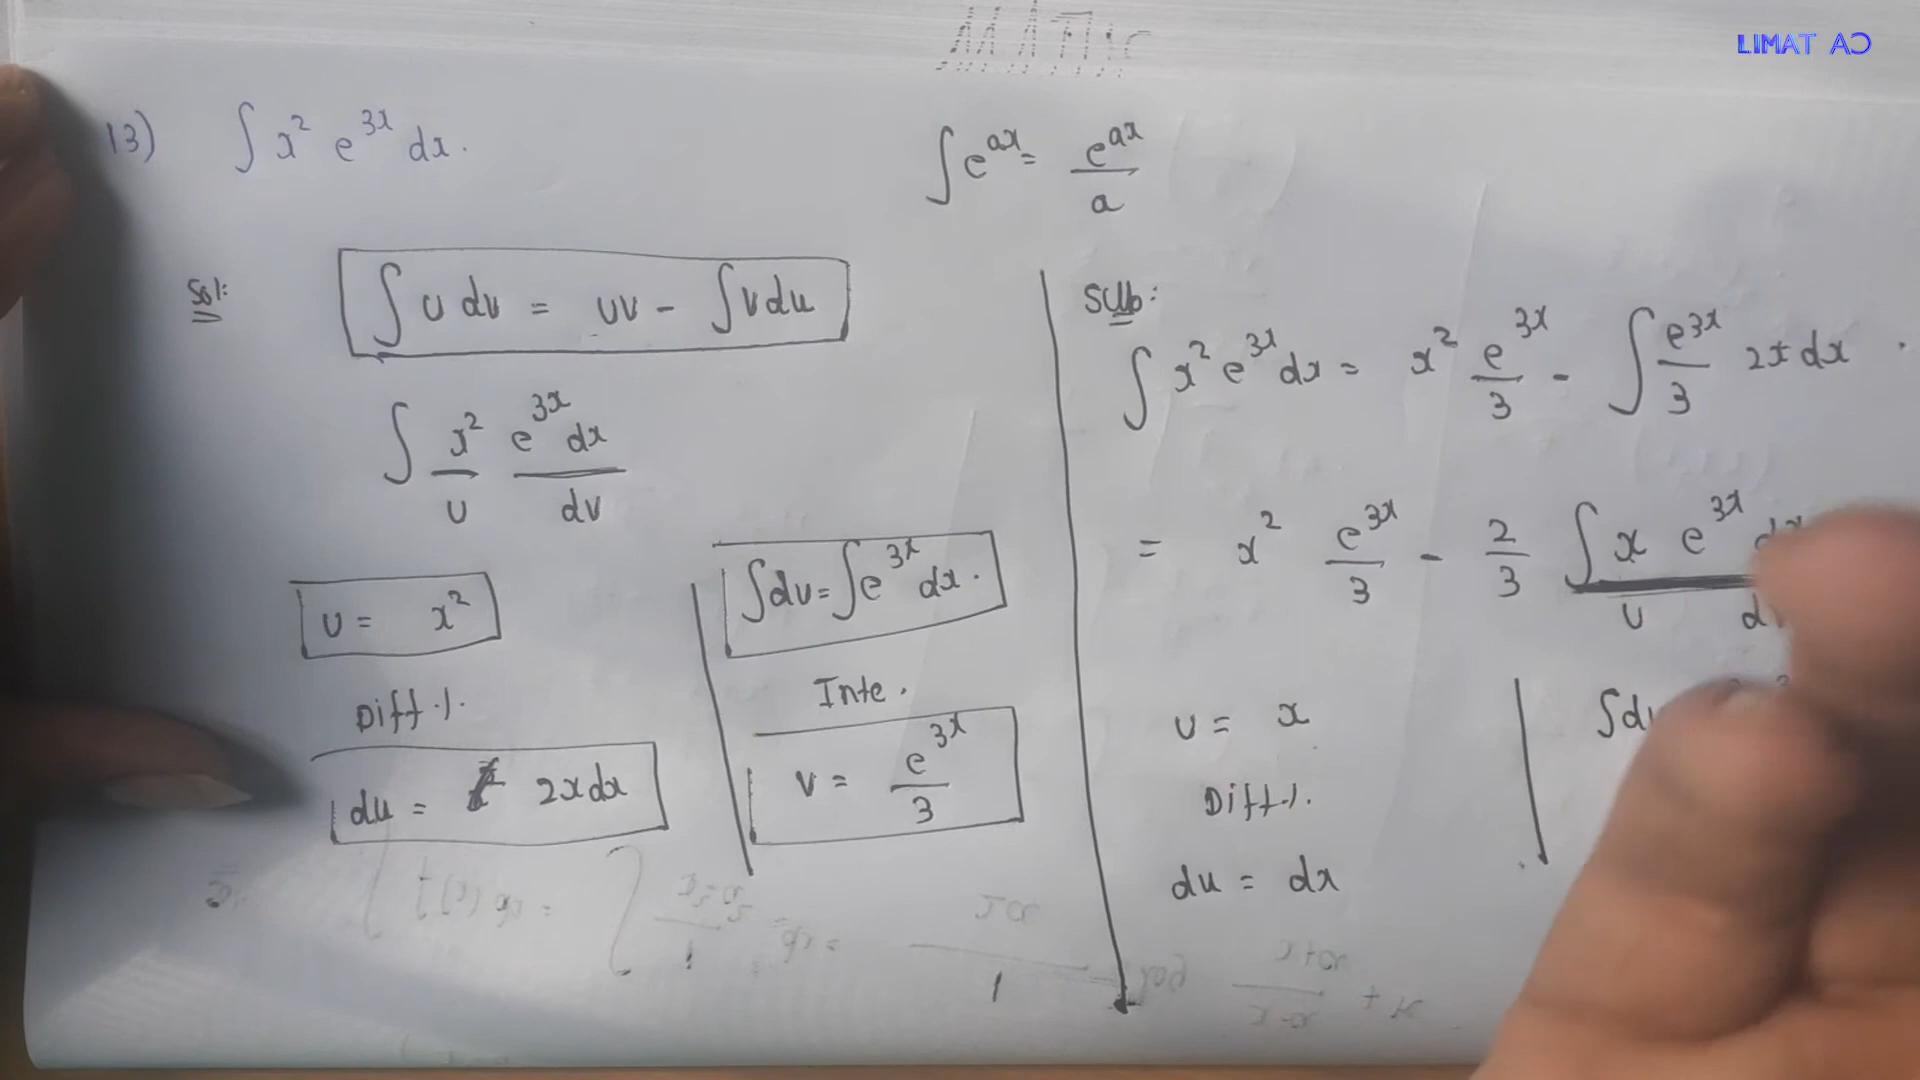 LIMAT AC
13) ∫ x² e^{3x} dx.
∫ e^{ax} = e^{ax}/a
Sol:
∫ u dv = uv - ∫ v du
∫ x² e^{3x} dx
u dv
u = x²
Diff.
du = 2x dx
∫ dv = ∫ e^{3x} dx.
Inte.
v = e^{3x}/3
Sub:
∫ x² e^{3x} dx = x² e^{3x}/3 - ∫ e^{3x}/3 2x dx.
= x² e^{3x}/3 - 2/3 ∫ x e^{3x}
u
u = x
Diff.
du = dx